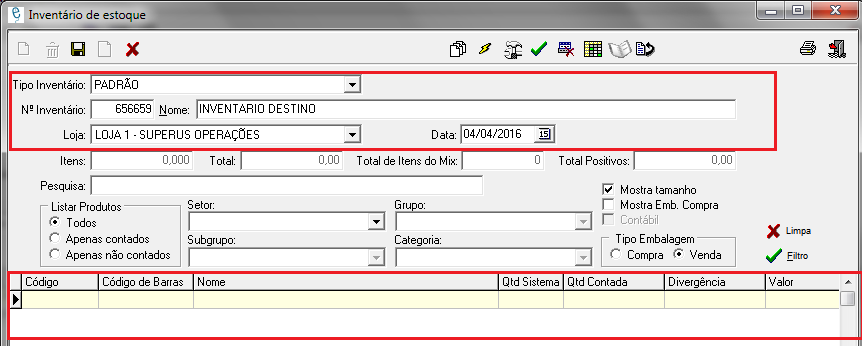 Inventário de estoque
Tipo Inventário: PADRÃO
Nº Inventário: 656659 Nome: INVENTARIO DESTINO
Loja: LOJA 1 - SUPERUS OPERAÇÕES Data: 04/04/2016 15
Itens: 0,000 Total: 0,00 Total de Itens do Mix: 0 Total Positivos: 0,00
Pesquisa:
Mostra tamanho
Mostra Emb. Compra
Contábil
Listar Produtos
Todos
Apenas contados
Apenas não contados
Setor: Grupo:
Subgrupo: Categoria:
Tipo Embalagem
Compra Venda
Limpa
Filtro
Código Código de Barras Nome Qtd Sistema Qtd Contada Divergência Valor